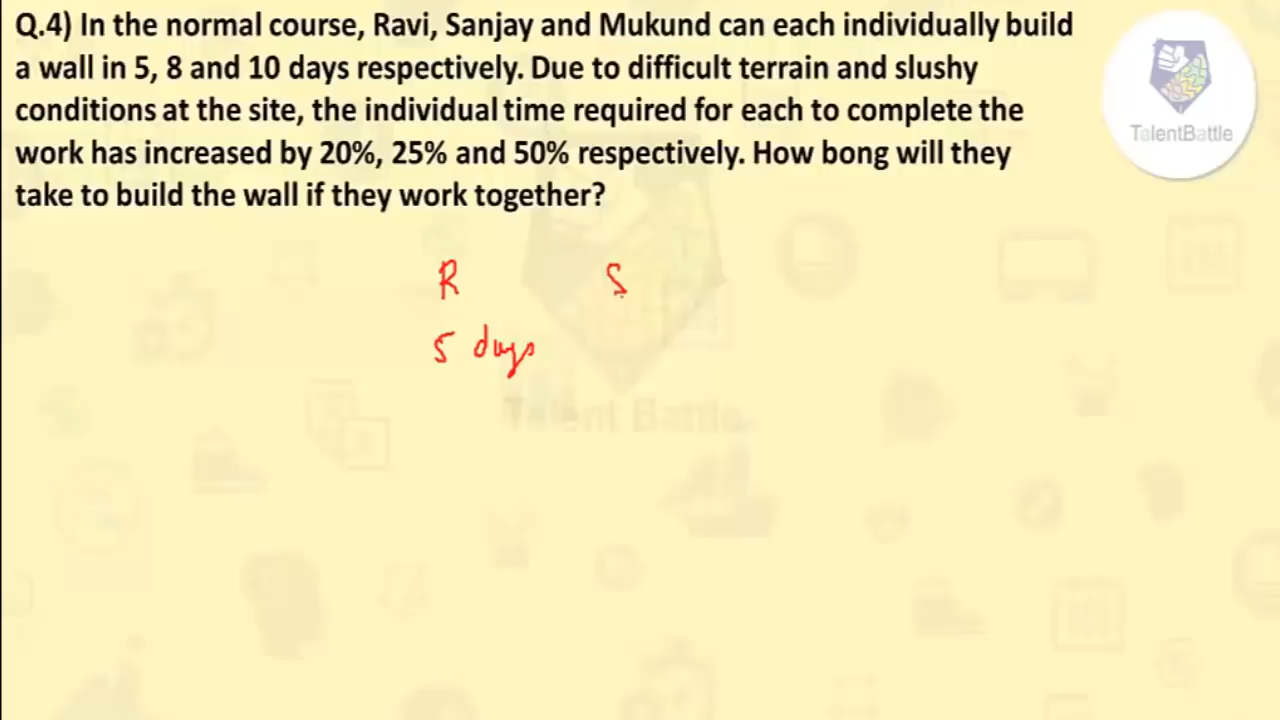 Q.4) In the normal course, Ravi, Sanjay and Mukund can each individually build
a wall in 5, 8 and 10 days respectively. Due to difficult terrain and slushy
conditions at the site, the individual time required for each to complete the
work has increased by 20%, 25% and 50% respectively. How bong will they
take to build the wall if they work together?
TalentBattle
R S
5 days
Talent Battle